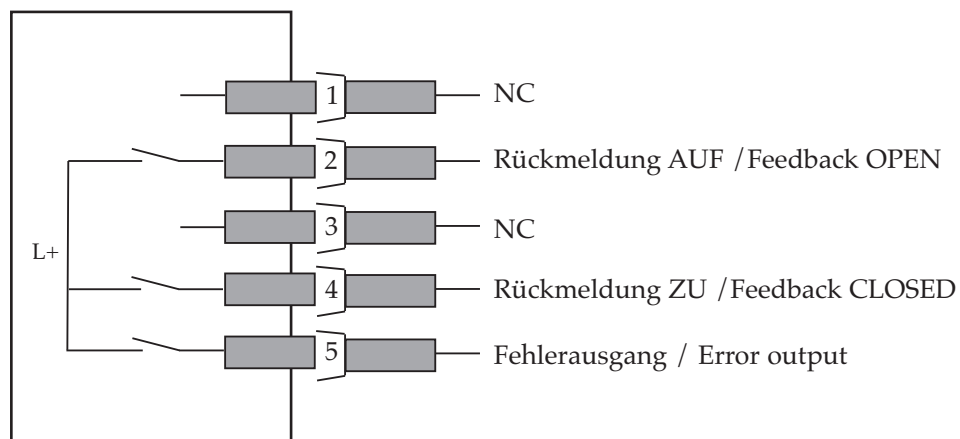 1 NC
2 Rückmeldung AUF /Feedback OPEN
3 NC
L+
4 Rückmeldung ZU /Feedback CLOSED
5 Fehlerausgang / Error output